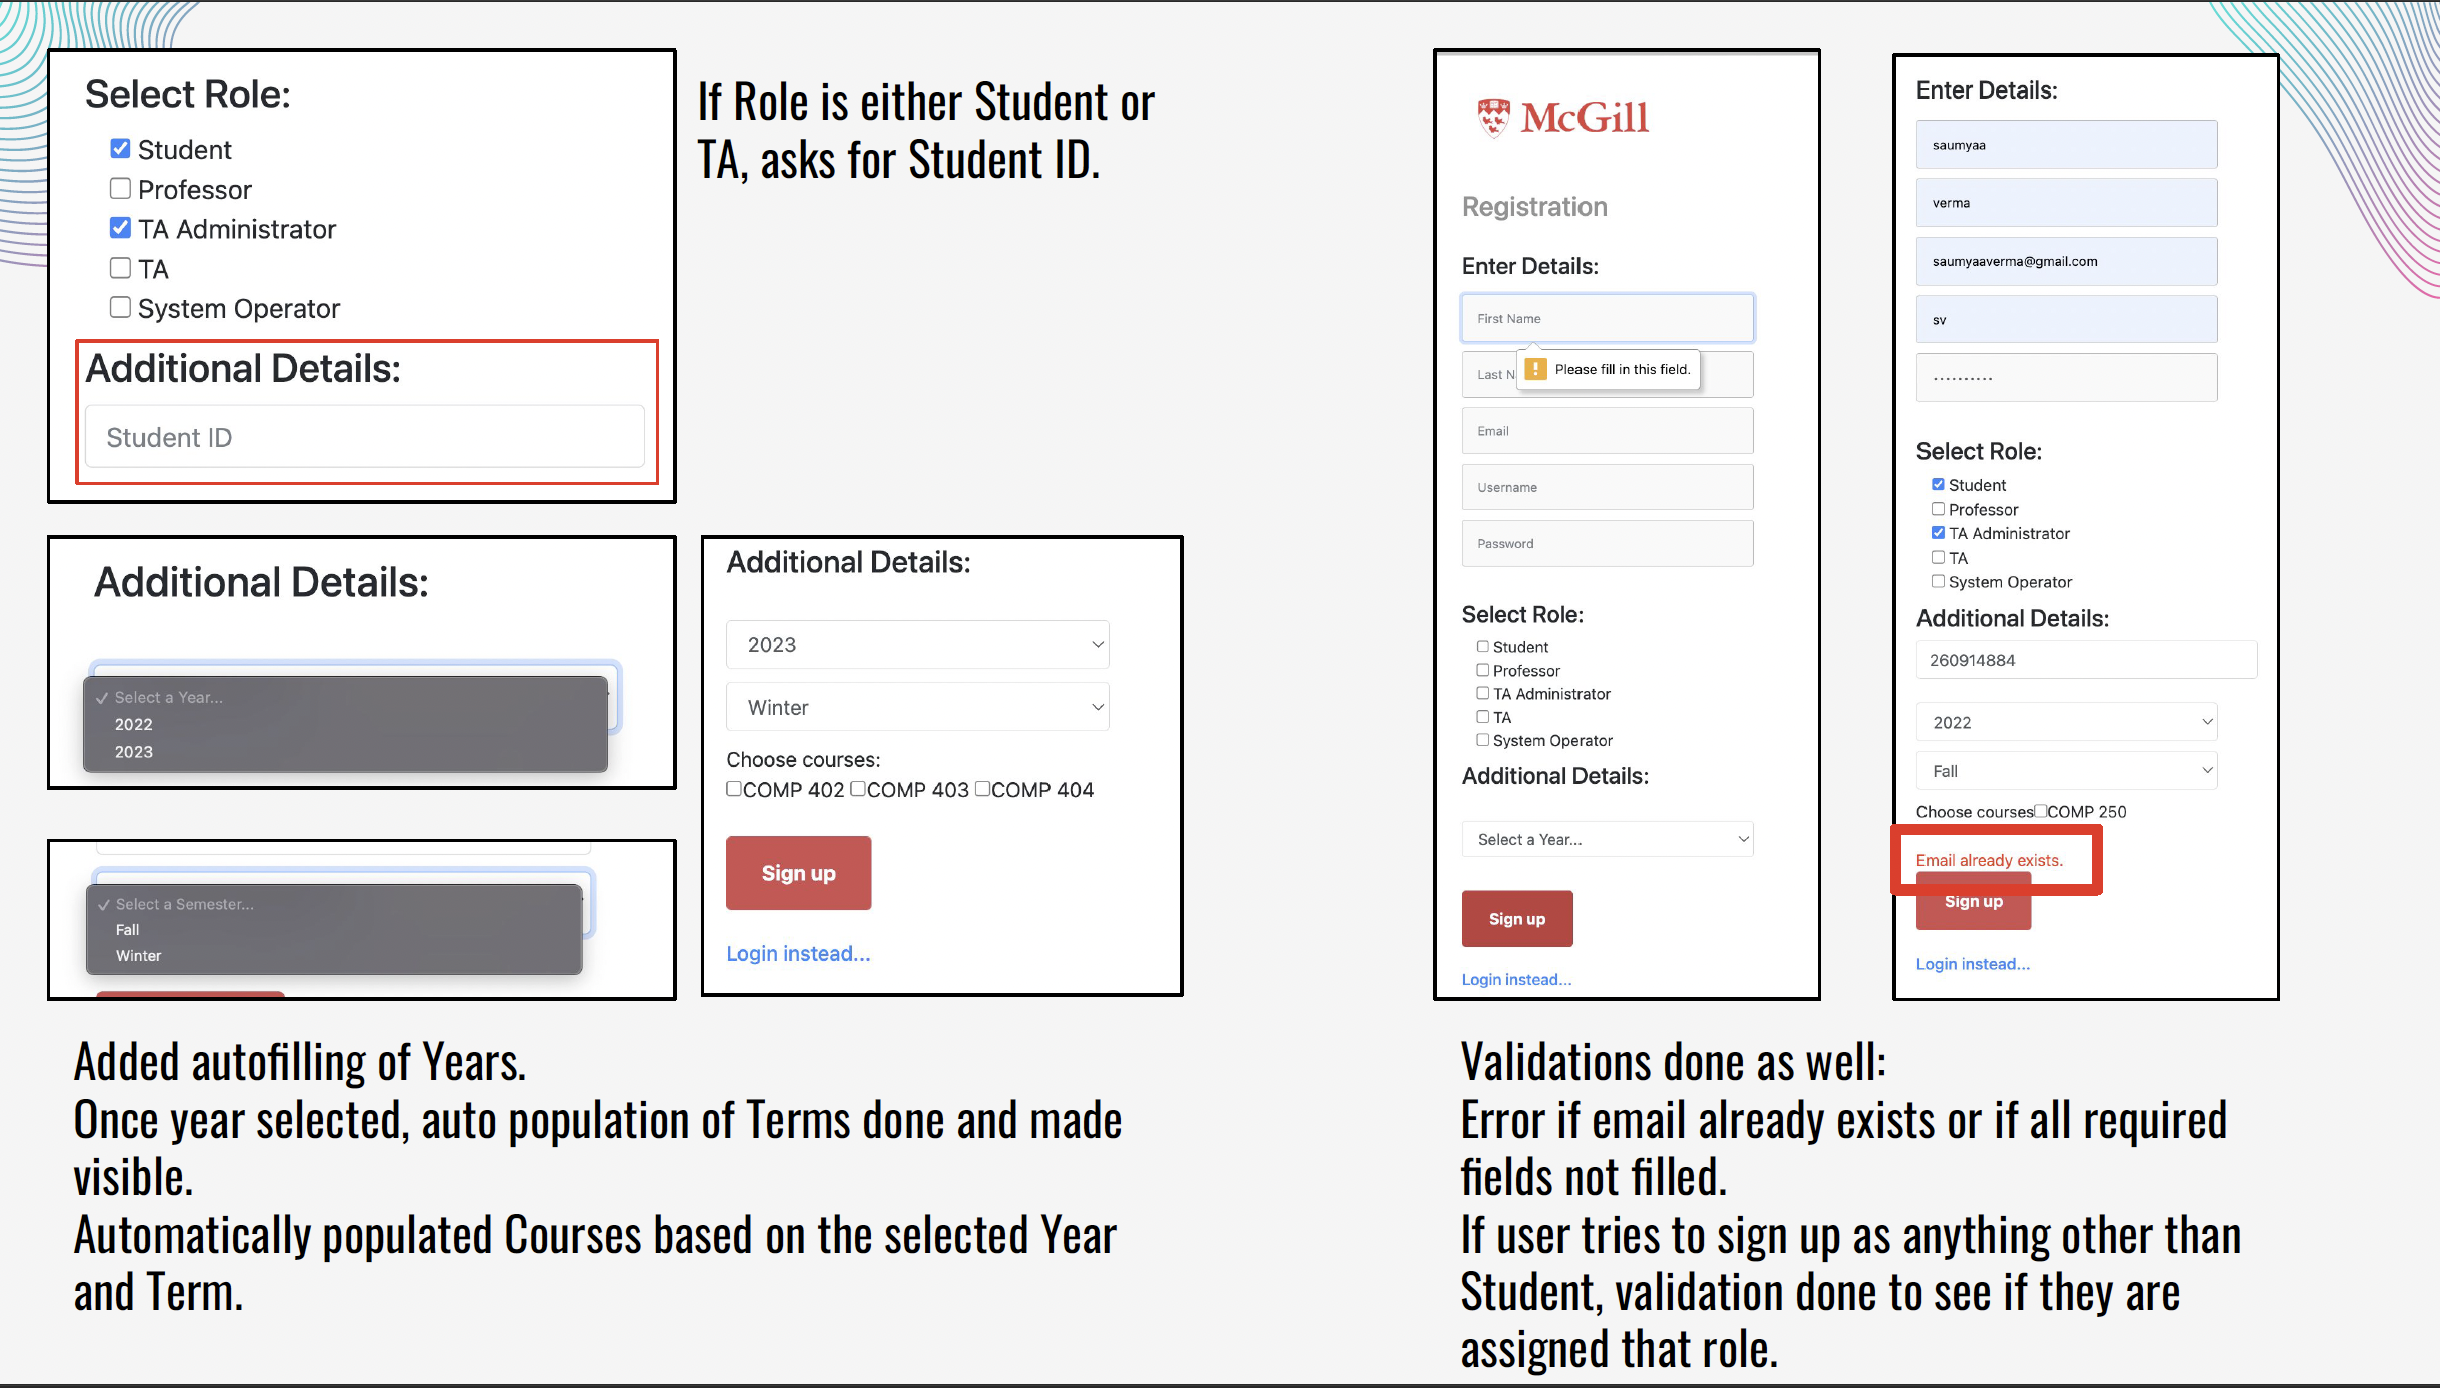 Select Role:
Student
Professor
TA Administrator
TA
System Operator
Additional Details:
Student ID
If Role is either Student or
TA, asks for Student ID.
Additional Details:
Select a Year...
2022
2023
Select a Semester...
Fall
Winter
Additional Details:
2023
Winter
Choose courses:
COMP 402 COMP 403 COMP 404
Sign up
Login instead...
Added autofilling of Years.
Once year selected, auto population of Terms done and made
visible.
Automatically populated Courses based on the selected Year
and Term.
McGill
Registration
Enter Details:
First Name
Please fill in this field.
Last N
Email
Username
Password
Select Role:
Student
Professor
TA Administrator
TA
System Operator
Additional Details:
Select a Year...
Sign up
Login instead...
Enter Details:
saumyaa
verma
saumyaaverma@gmail.com
sv
..........
Select Role:
Student
Professor
TA Administrator
TA
System Operator
Additional Details:
260914884
2022
Fall
Choose courses COMP 250
Email already exists.
Sign up
Login instead...
Validations done as well:
Error if email already exists or if all required
fields not filled.
If user tries to sign up as anything other than
Student, validation done to see if they are
assigned that role.